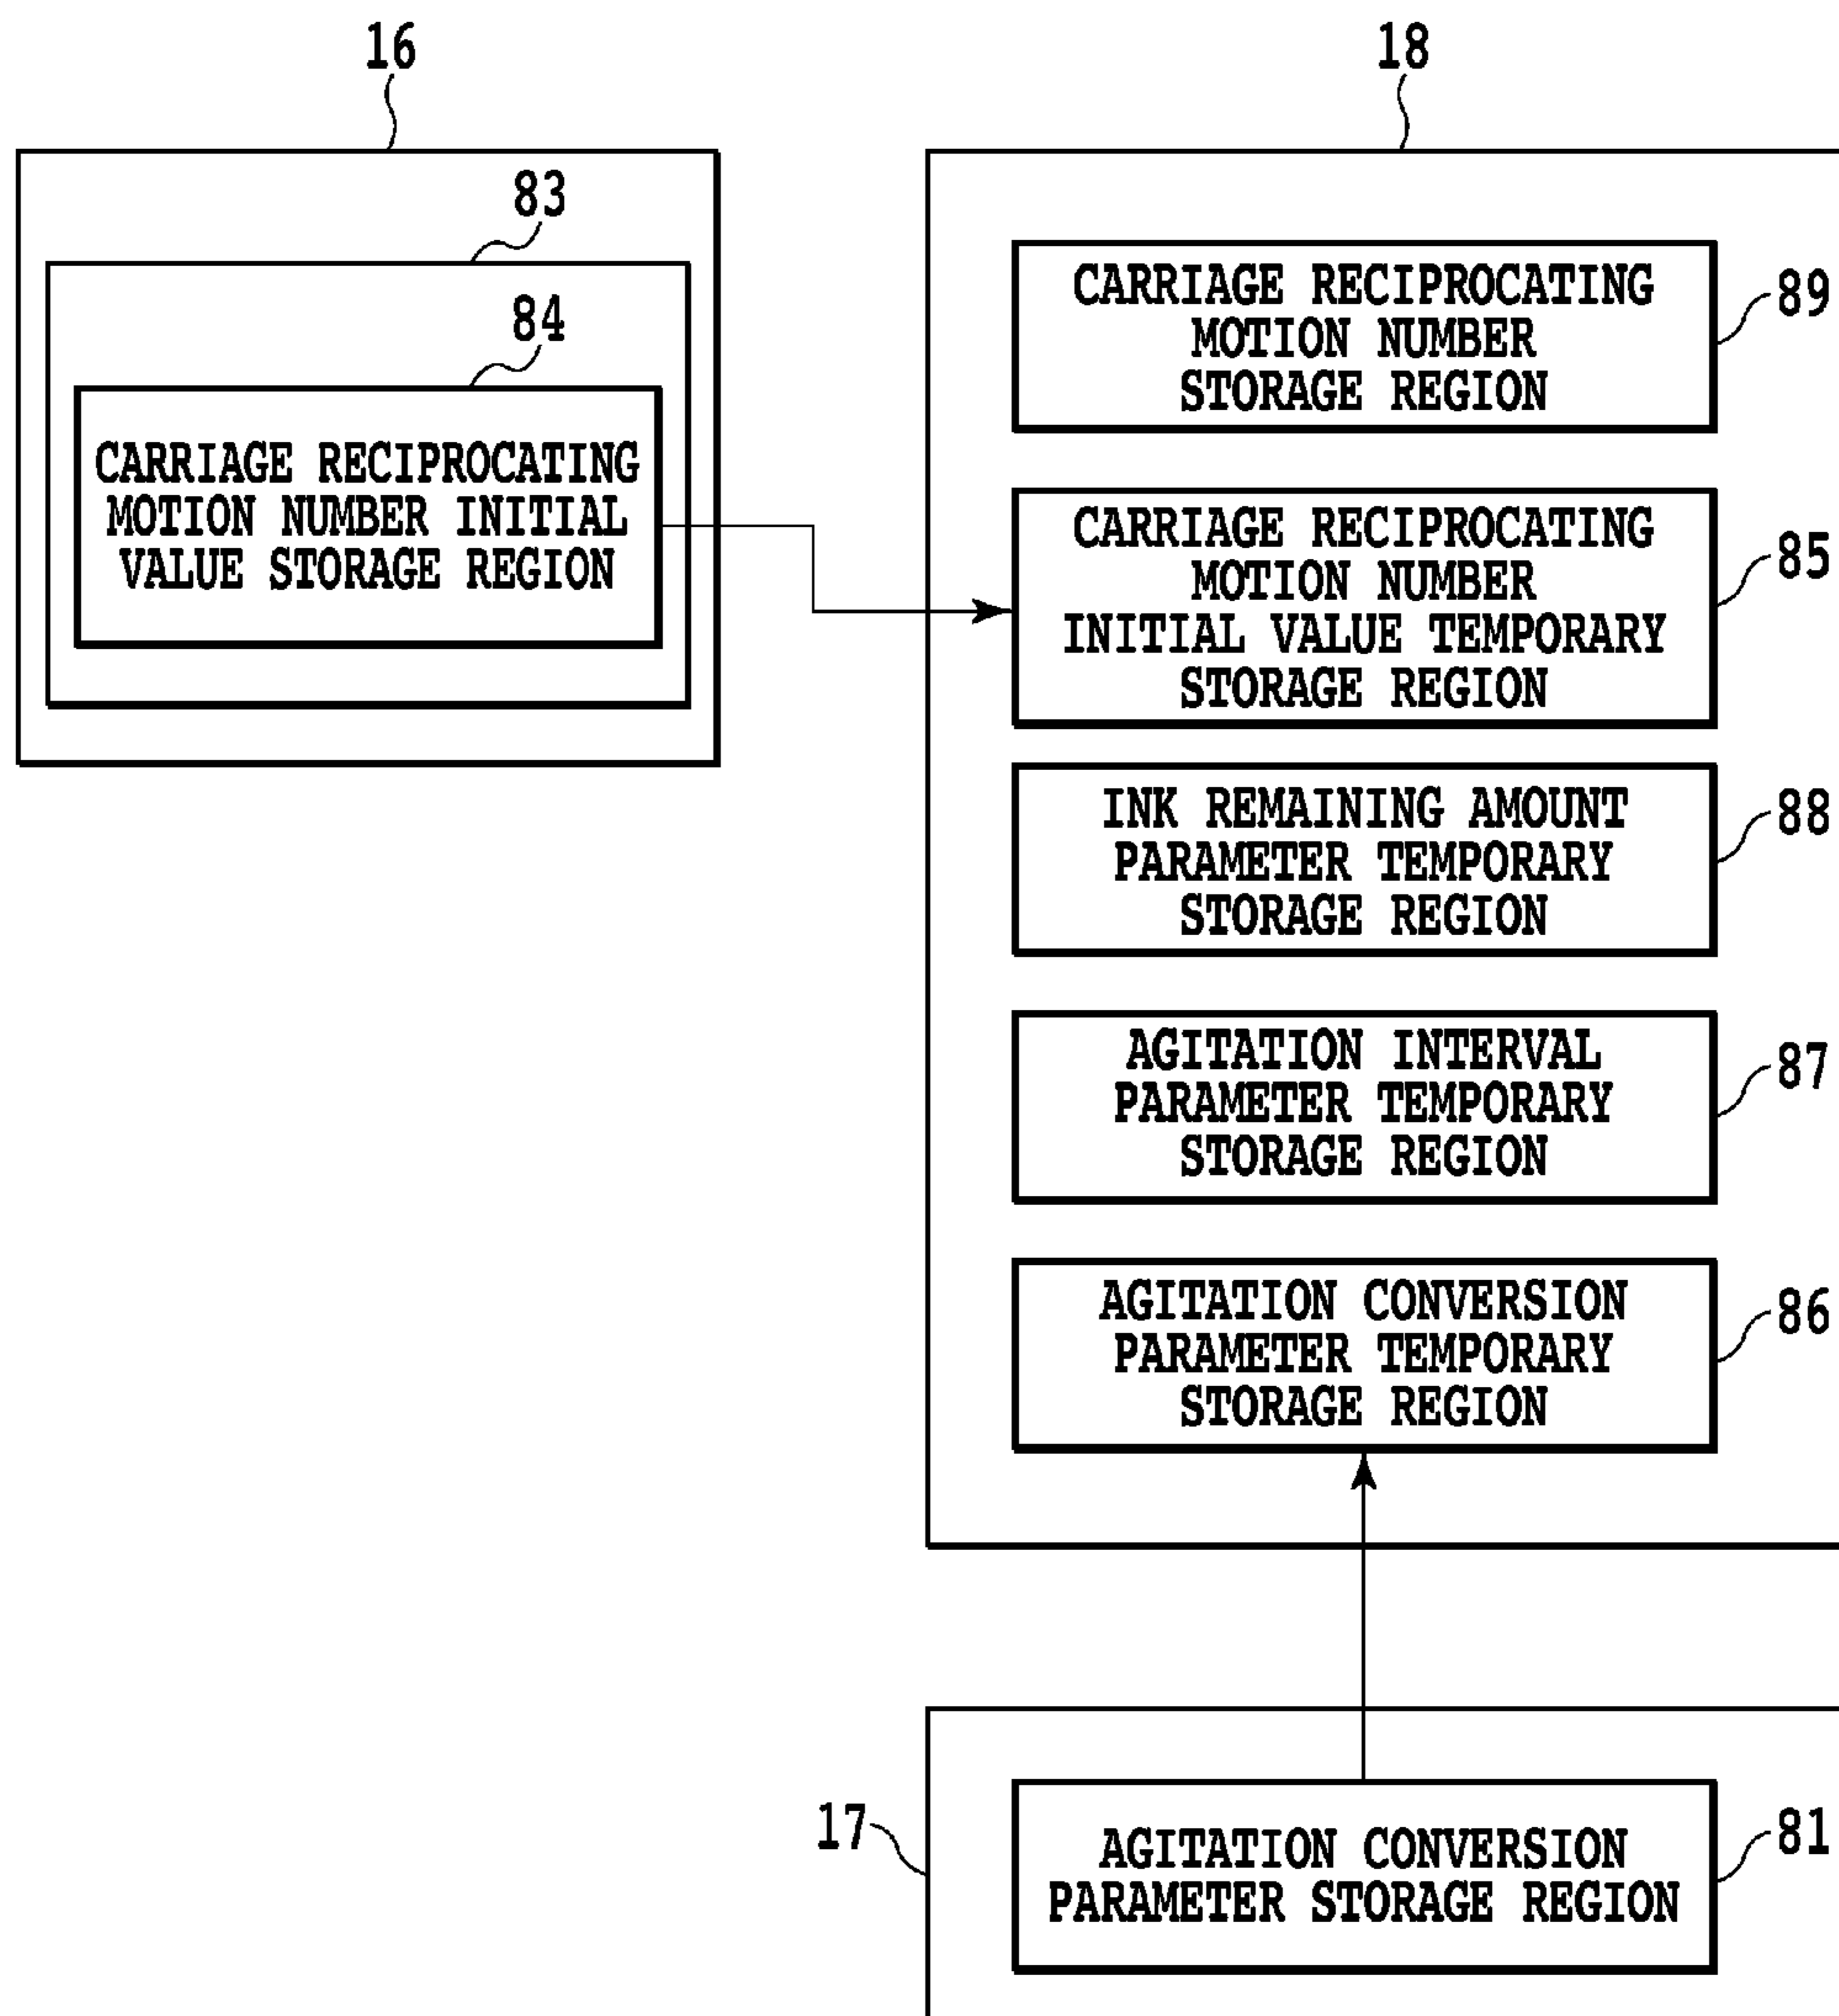 16
83
84
CARRIAGE RECIPROCATING
MOTION NUMBER INITIAL
VALUE STORAGE REGION
18
CARRIAGE RECIPROCATING
MOTION NUMBER
STORAGE REGION
89
CARRIAGE RECIPROCATING
MOTION NUMBER
INITIAL VALUE TEMPORARY
STORAGE REGION
85
INK REMAINING AMOUNT
PARAMETER TEMPORARY
STORAGE REGION
88
AGITATION INTERVAL
PARAMETER TEMPORARY
STORAGE REGION
87
AGITATION CONVERSION
PARAMETER TEMPORARY
STORAGE REGION
86
17
AGITATION CONVERSION
PARAMETER STORAGE REGION
81